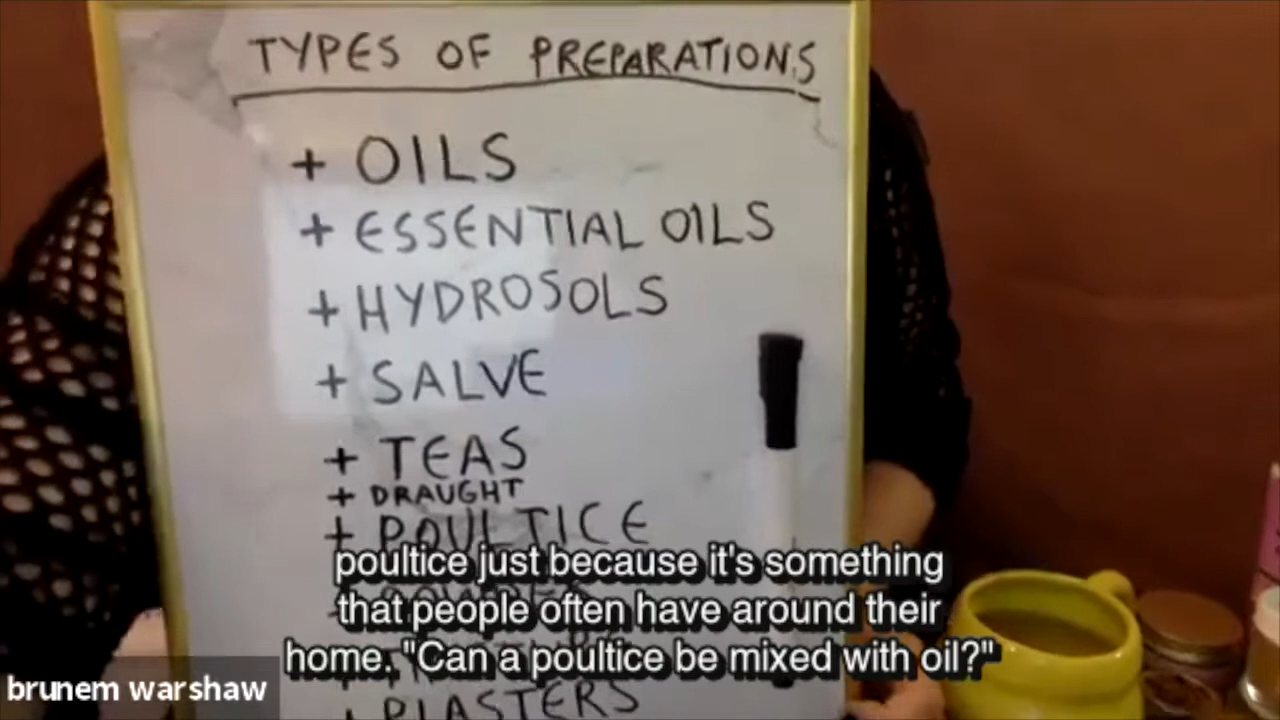 TYPES OF PREPARATIONS
+ OILS
+ ESSENTIAL OILS
+ HYDROSOLS
+ SALVE
+ TEAS
+ DRAUGHT
+ POULTICE
poultice just because it's something
that people often have around their
home. "Can a poultice be mixed with oil?"
+ PLASTERS
brunem warshaw